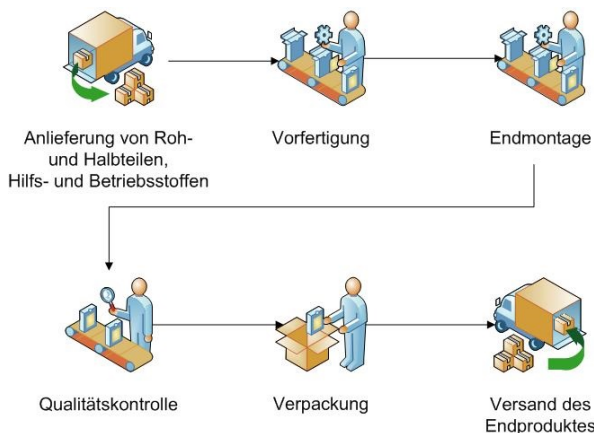 Anlieferung von Roh-
und Halbteilen,
Hilfs- und Betriebsstoffen
Vorfertigung
Endmontage
Qualitätskontrolle
Verpackung
Versand des
Endproduktes